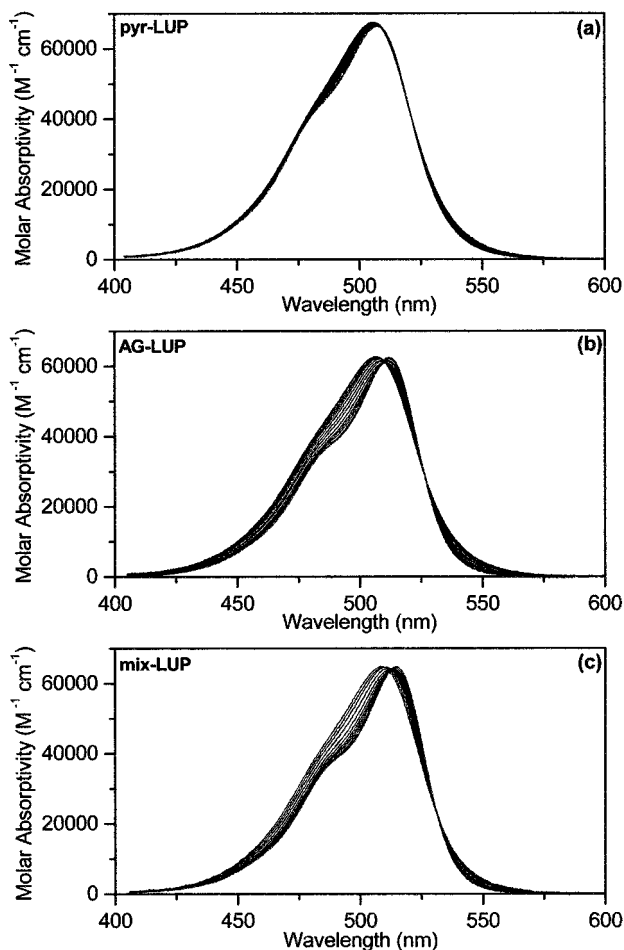 pyr-LUP
(a)
Molar Absorptivity (M⁻¹ cm⁻¹)
60000
40000
20000
0
400
450
500
550
600
Wavelength (nm)
AG-LUP
(b)
Molar Absorptivity (M⁻¹ cm⁻¹)
60000
40000
20000
0
400
450
500
550
600
Wavelength (nm)
mix-LUP
(c)
Molar Absorptivity (M⁻¹ cm⁻¹)
60000
40000
20000
0
400
450
500
550
600
Wavelength (nm)